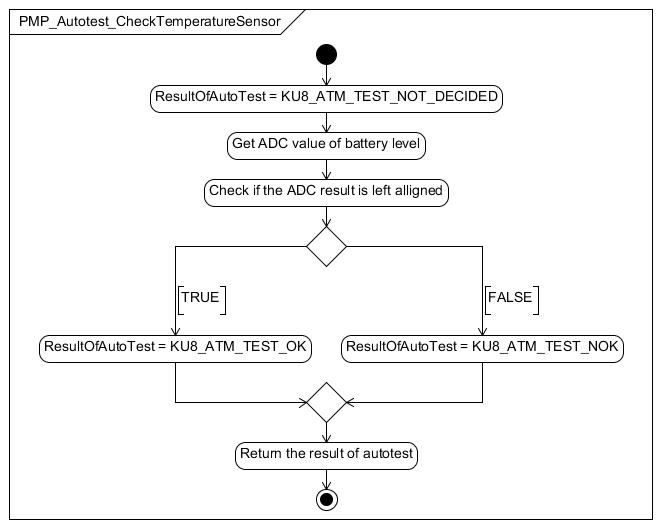 PMP_Autotest_CheckTemperatureSensor
ResultOfAutoTest = KU8_ATM_TEST_NOT_DECIDED
Get ADC value of battery level
Check if the ADC result is left alligned
[TRUE]
[FALSE]
ResultOfAutoTest = KU8_ATM_TEST_OK
ResultOfAutoTest = KU8_ATM_TEST_NOK
Return the result of autotest